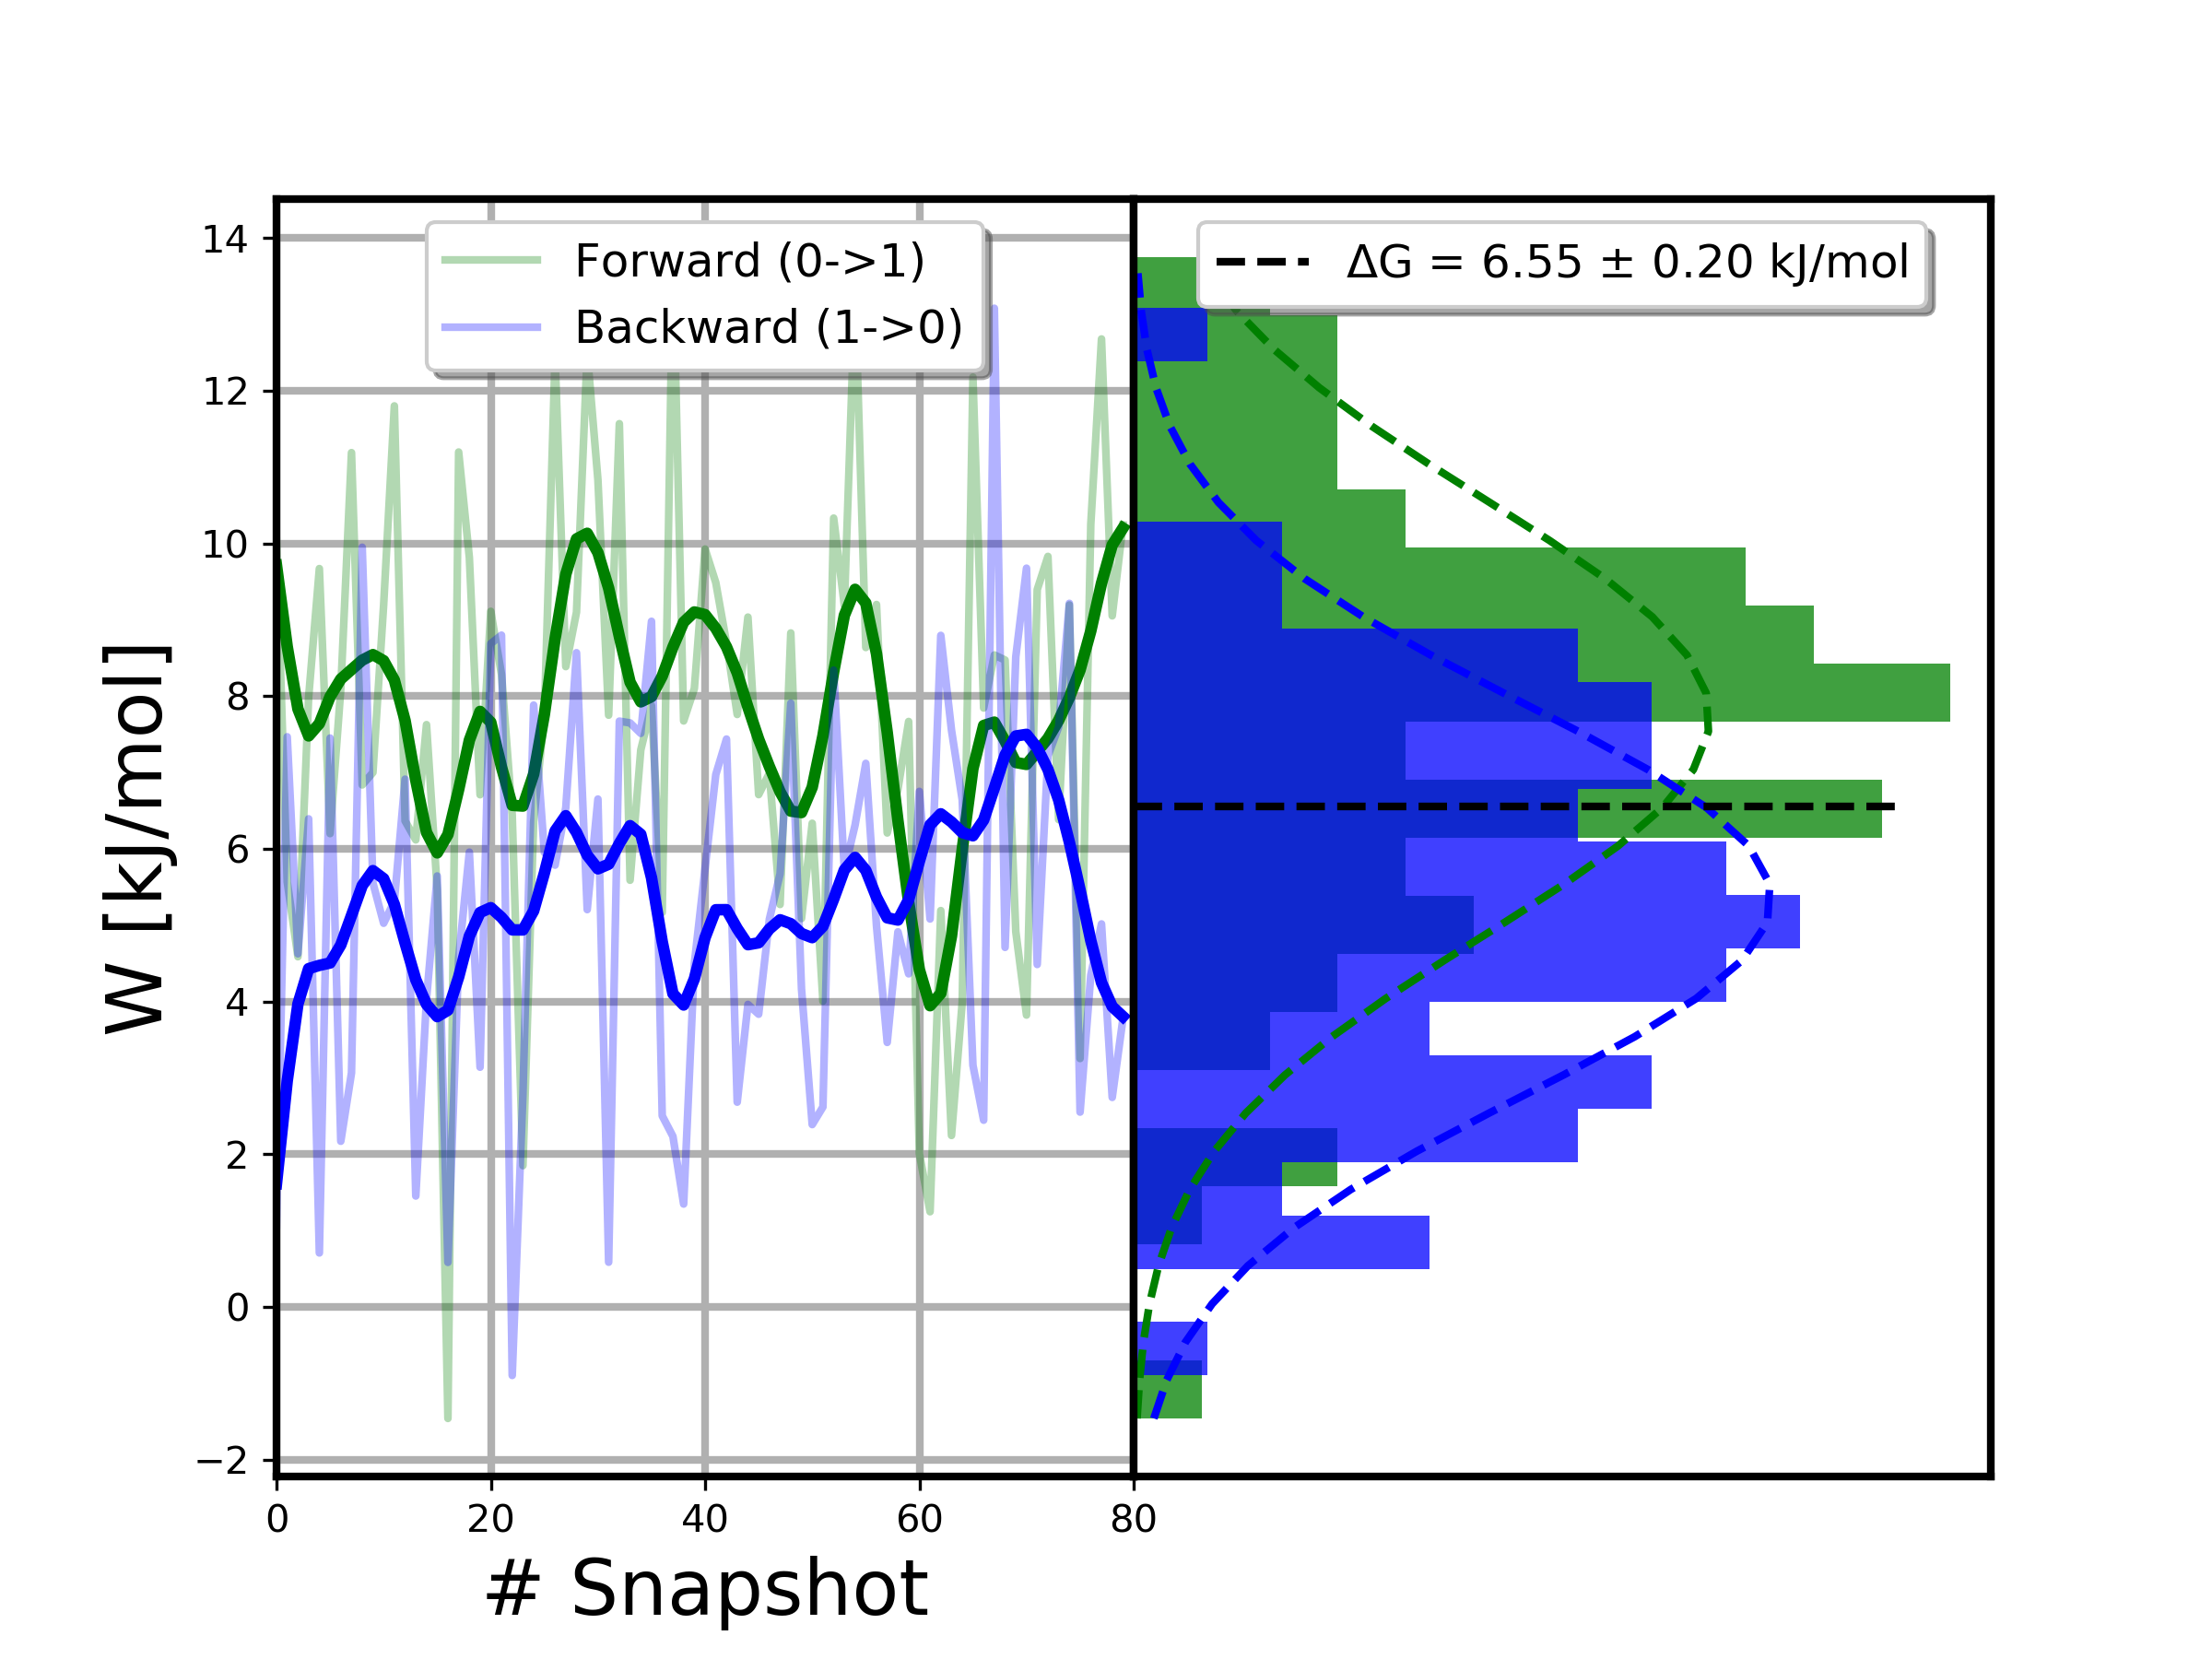 Forward (0->1)
Backward (1->0)
ΔG = 6.55 ± 0.20 kJ/mol
14
12
10
8
6
4
2
0
−2
W [kJ/mol]
0 20 40 60 80
# Snapshot